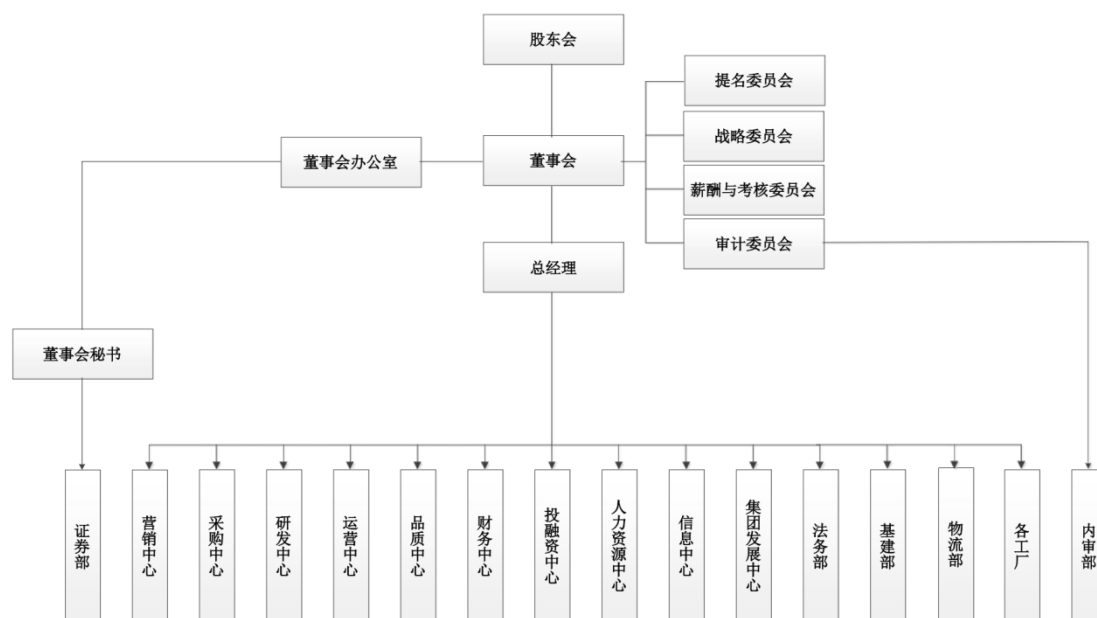 股东会
提名委员会
战略委员会
董事会办公室
董事会
薪酬与考核委员会
审计委员会
总经理
董事会秘书
证券部
营销中心
采购中心
研发中心
运营中心
品质中心
财务中心
投融资中心
人力资源中心
信息中心
集团发展中心
法务部
基建部
物流部
各工厂
内审部